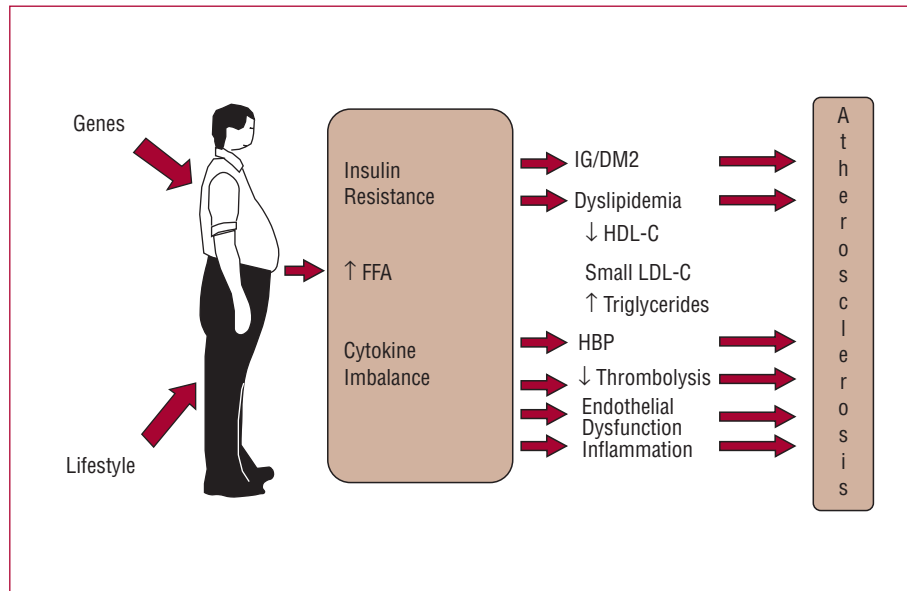 Genes
Lifestyle
Insulin
Resistance
↑ FFA
Cytokine
Imbalance
IG/DM2
Dyslipidemia
↓ HDL-C
Small LDL-C
↑ Triglycerides
HBP
↓ Thrombolysis
Endothelial
Dysfunction
Inflammation
Atherosclerosis